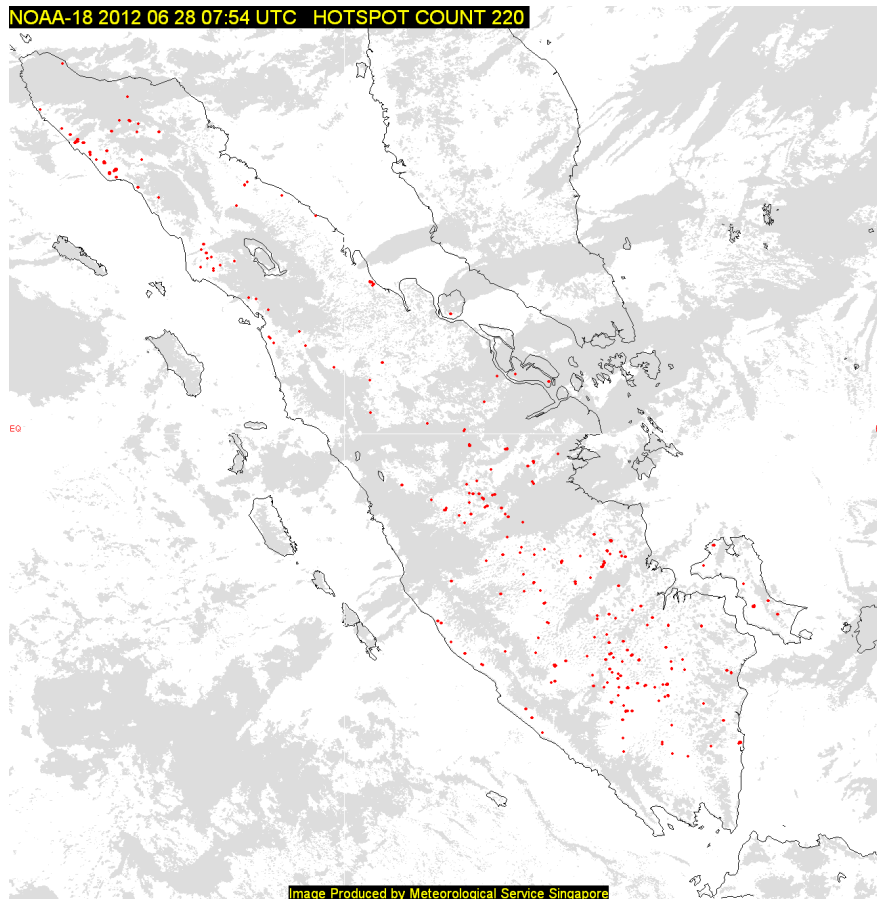 NOAA-18 2012 06 28 07:54 UTC HOTSPOT COUNT 220
EQ
Image Produced by Meteorological Service Singapore